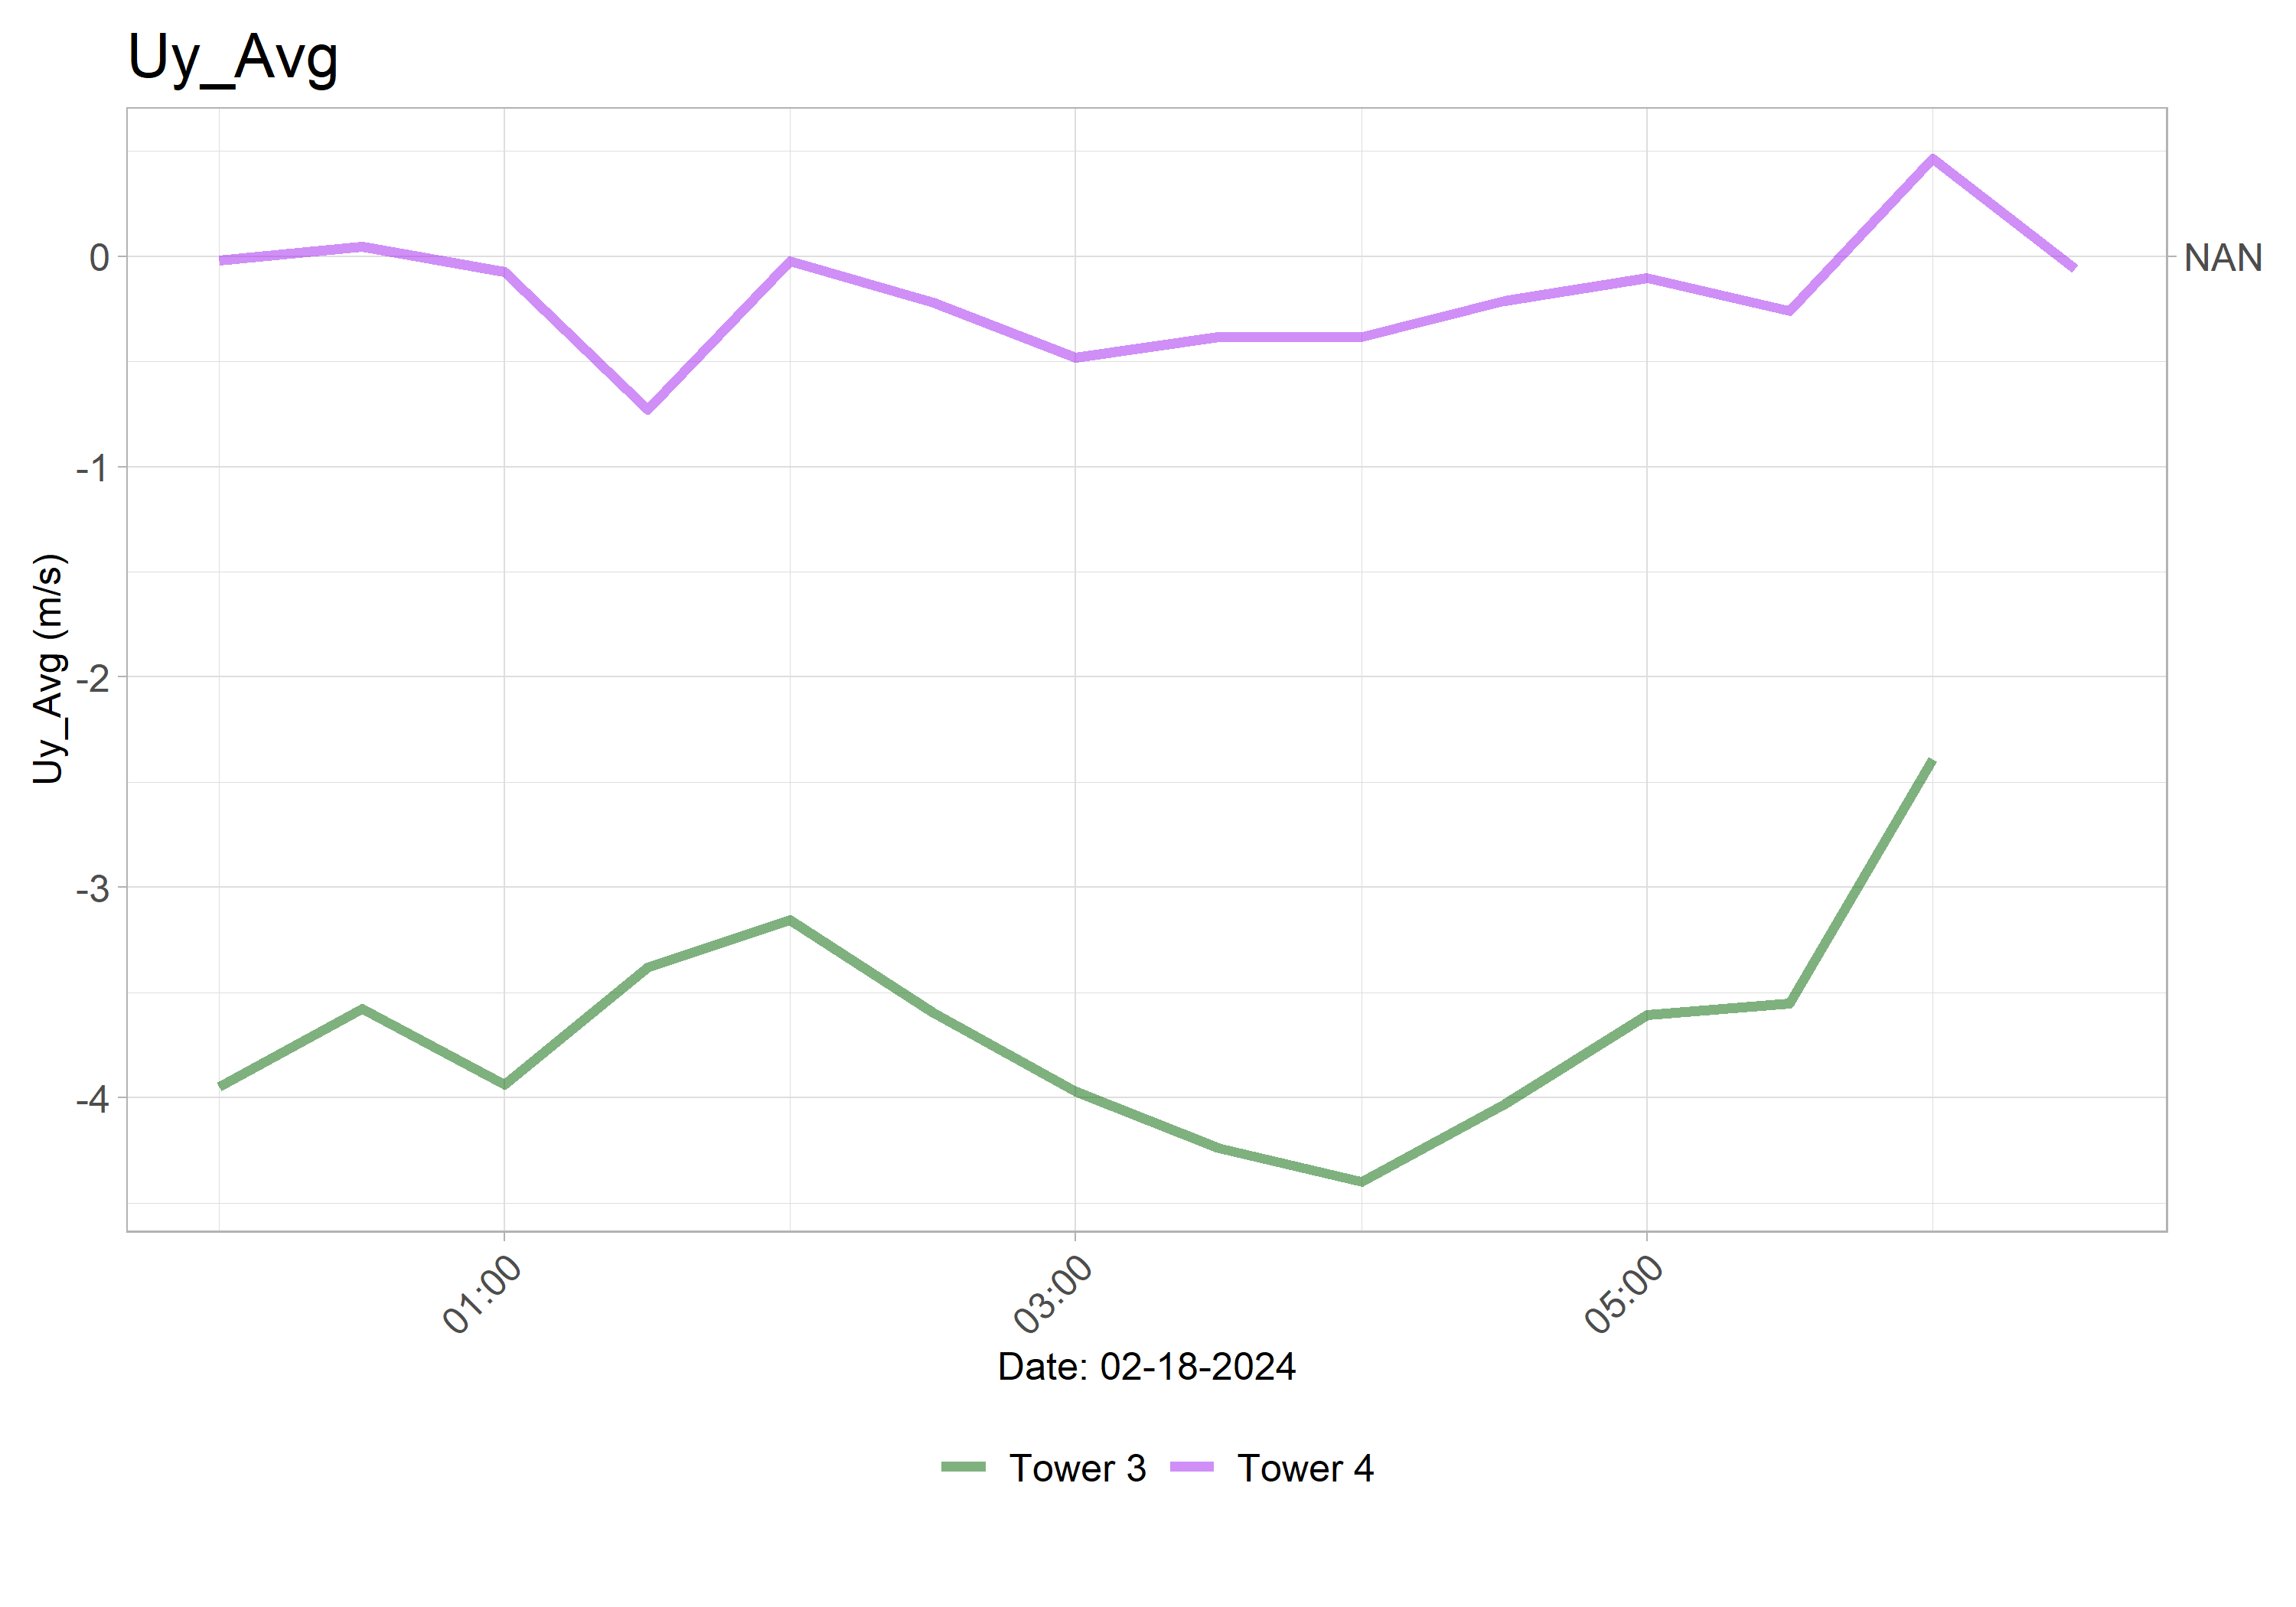 Uy_Avg
Uy_Avg (m/s)
0
-1
-2
-3
-4
NAN
01:00
03:00
05:00
Date: 02-18-2024
Tower 3
Tower 4